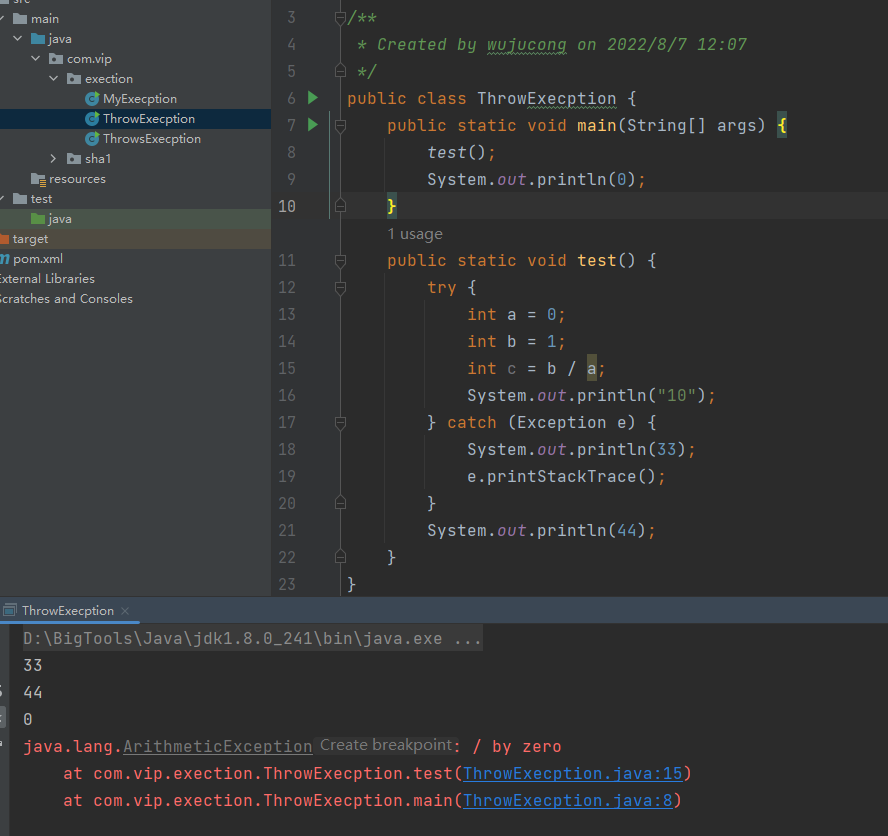 src
main
java
com.vip
exection
MyExecption
ThrowExecption
ThrowsExecption
sha1
resources
test
java
target
pom.xml
External Libraries
Scratches and Consoles
3 /**
4 * Created by wujucong on 2022/8/7 12:07
5 */
6 public class ThrowExecption {
7 public static void main(String[] args) {
8 test();
9 System.out.println(0);
10 }
1 usage
11 public static void test() {
12 try {
13 int a = 0;
14 int b = 1;
15 int c = b / a;
16 System.out.println("10");
17 } catch (Exception e) {
18 System.out.println(33);
19 e.printStackTrace();
20 }
21 System.out.println(44);
22 }
23 }
ThrowExecption ×
D:\BigTools\Java\jdk1.8.0_241\bin\java.exe ...
33
44
0
java.lang.ArithmeticException Create breakpoint : / by zero
at com.vip.exection.ThrowExecption.test(ThrowExecption.java:15)
at com.vip.exection.ThrowExecption.main(ThrowExecption.java:8)